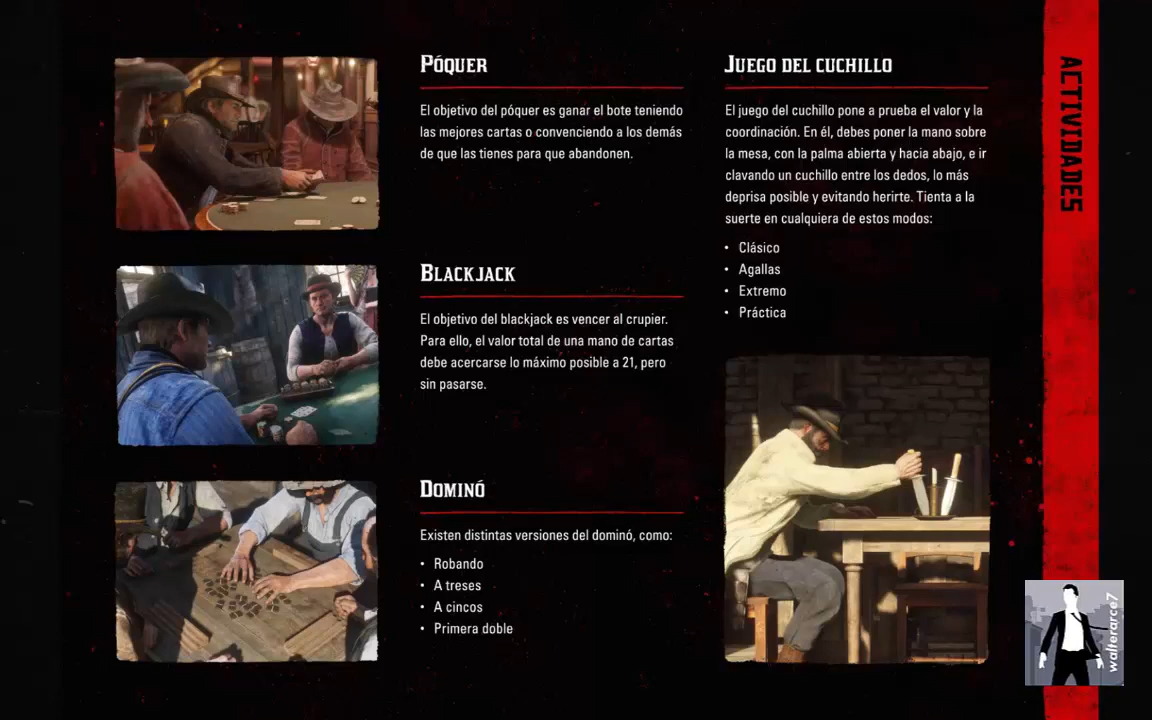 PÓQUER
El objetivo del póquer es ganar el bote teniendo
las mejores cartas o convenciendo a los demás
de que las tienes para que abandonen.
BLACKJACK
El objetivo del blackjack es vencer al crupier.
Para ello, el valor total de una mano de cartas
debe acercarse lo máximo posible a 21, pero
sin pasarse.
DOMINÓ
Existen distintas versiones del dominó, como:
• Robando
• A treses
• A cincos
• Primera doble
JUEGO DEL CUCHILLO
El juego del cuchillo pone a prueba el valor y la
coordinación. En él, debes poner la mano sobre
la mesa, con la palma abierta y hacia abajo, e ir
clavando un cuchillo entre los dedos, lo más
deprisa posible y evitando herirte. Tienta a la
suerte en cualquiera de estos modos:
• Clásico
• Agallas
• Extremo
• Práctica
ACTIVIDADES
walterarce7